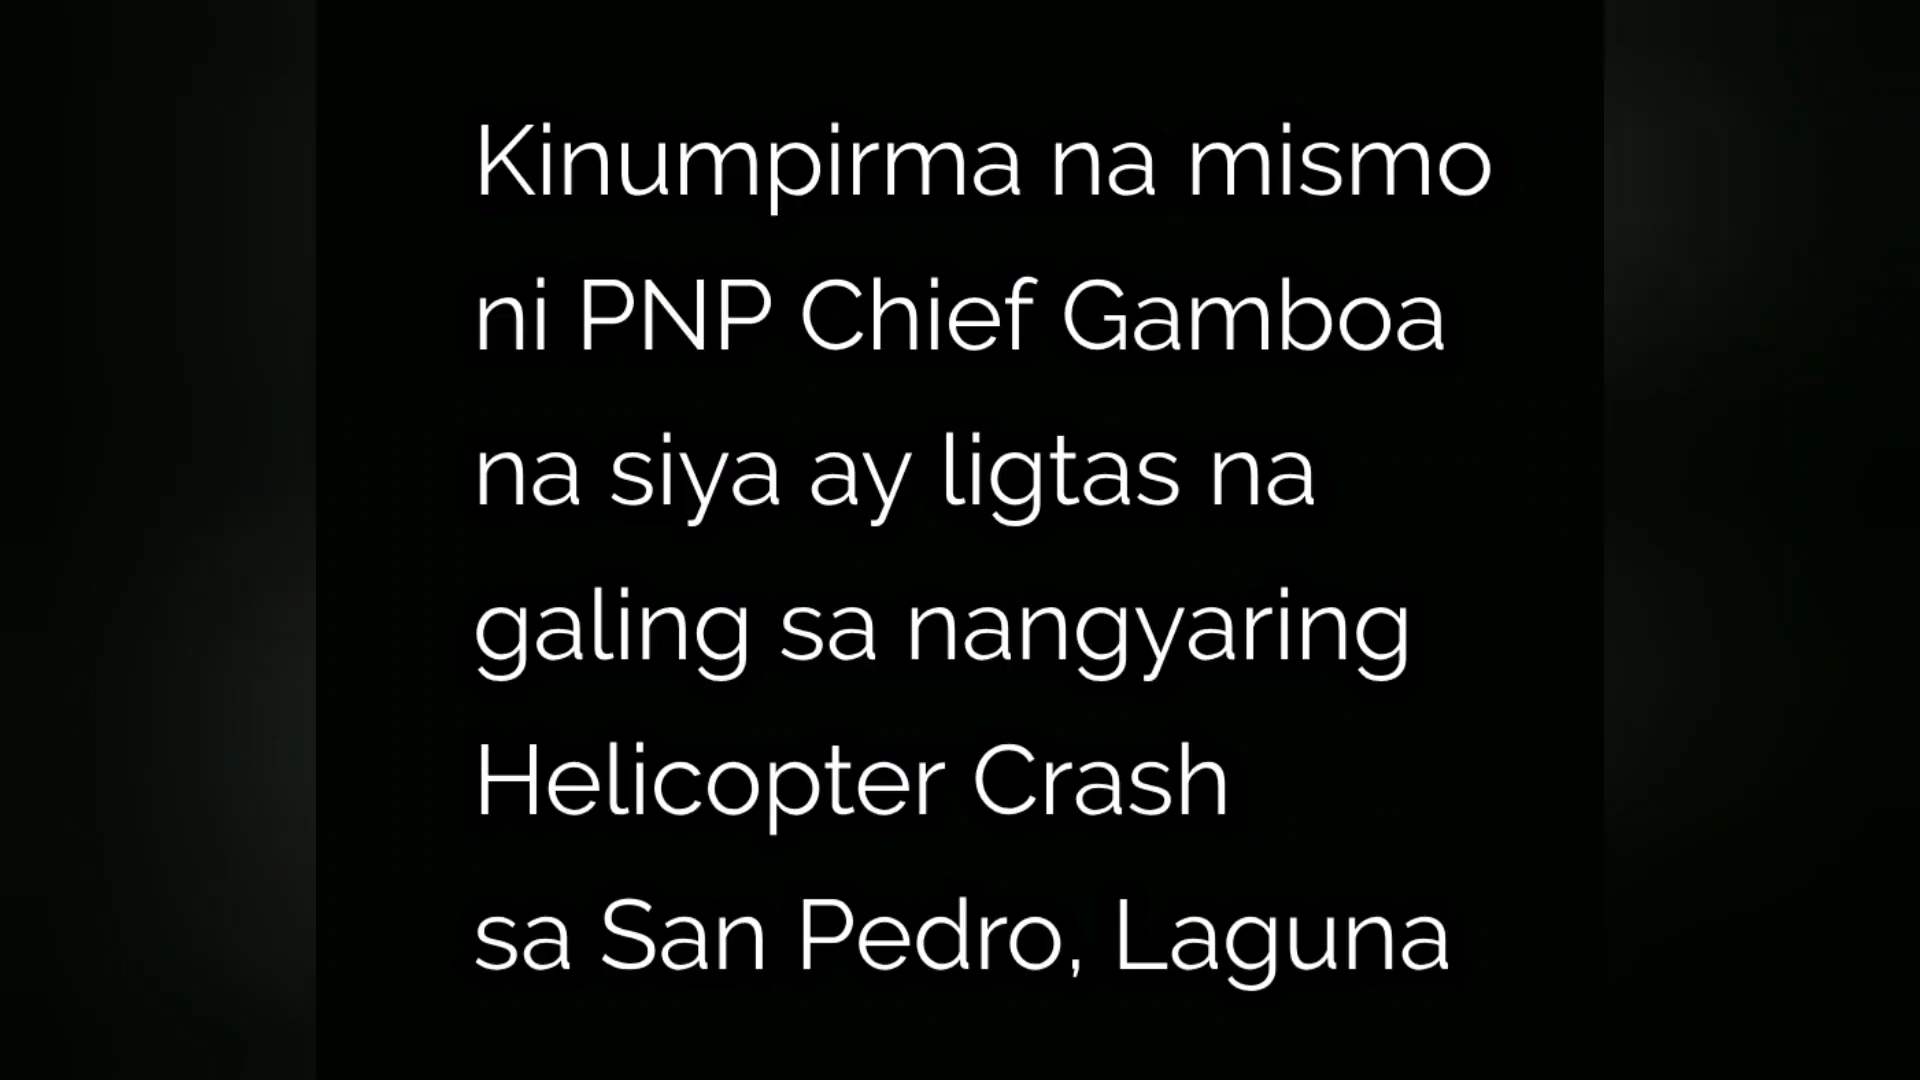 Kinumpirma na mismo
ni PNP Chief Gamboa
na siya ay ligtas na
galing sa nangyaring
Helicopter Crash
sa San Pedro, Laguna